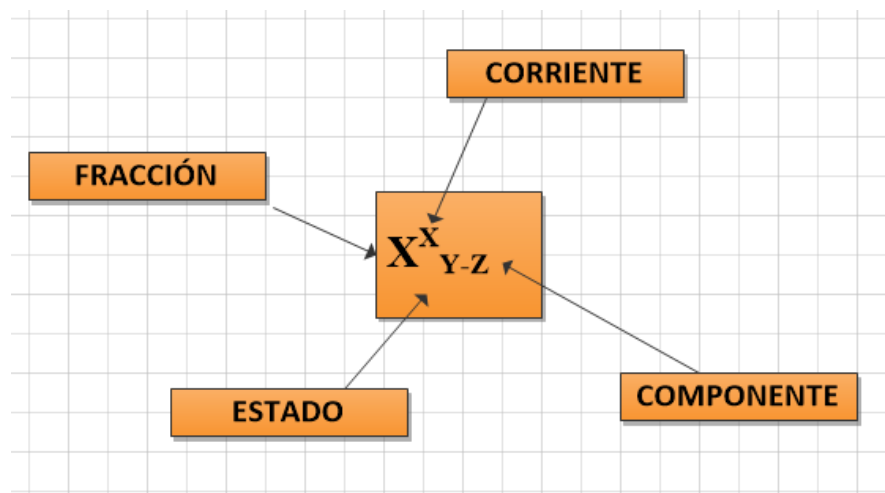 CORRIENTE
FRACCIÓN
X^X_Y-Z
ESTADO
COMPONENTE